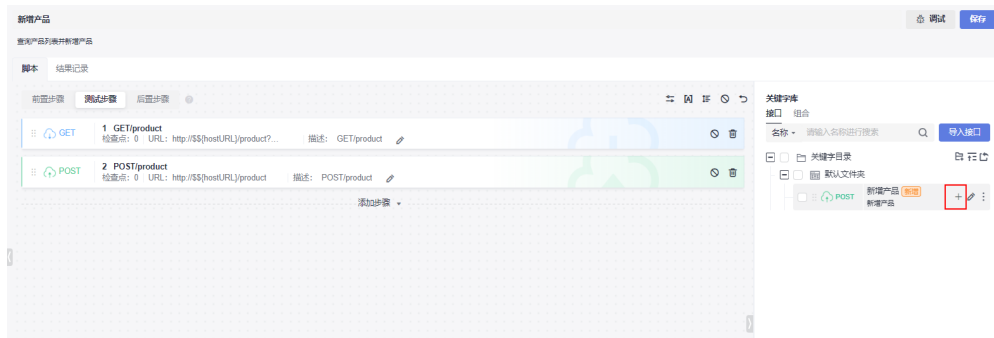 新增产品
调试 保存
查询产品列表并新增产品
脚本 结果记录
前置步骤 测试步骤 后置步骤
GET 1 GET/product
检查点: 0 URL: http://$${hostURL}/product?... 描述: GET/product
POST 2 POST/product
检查点: 0 URL: http://$${hostURL}/product 描述: POST/product
添加步骤
关键字库
接口 组合
名称 请输入名称进行搜索 导入接口
关键字目录
默认文件夹
POST 新增产品 新增
新增产品